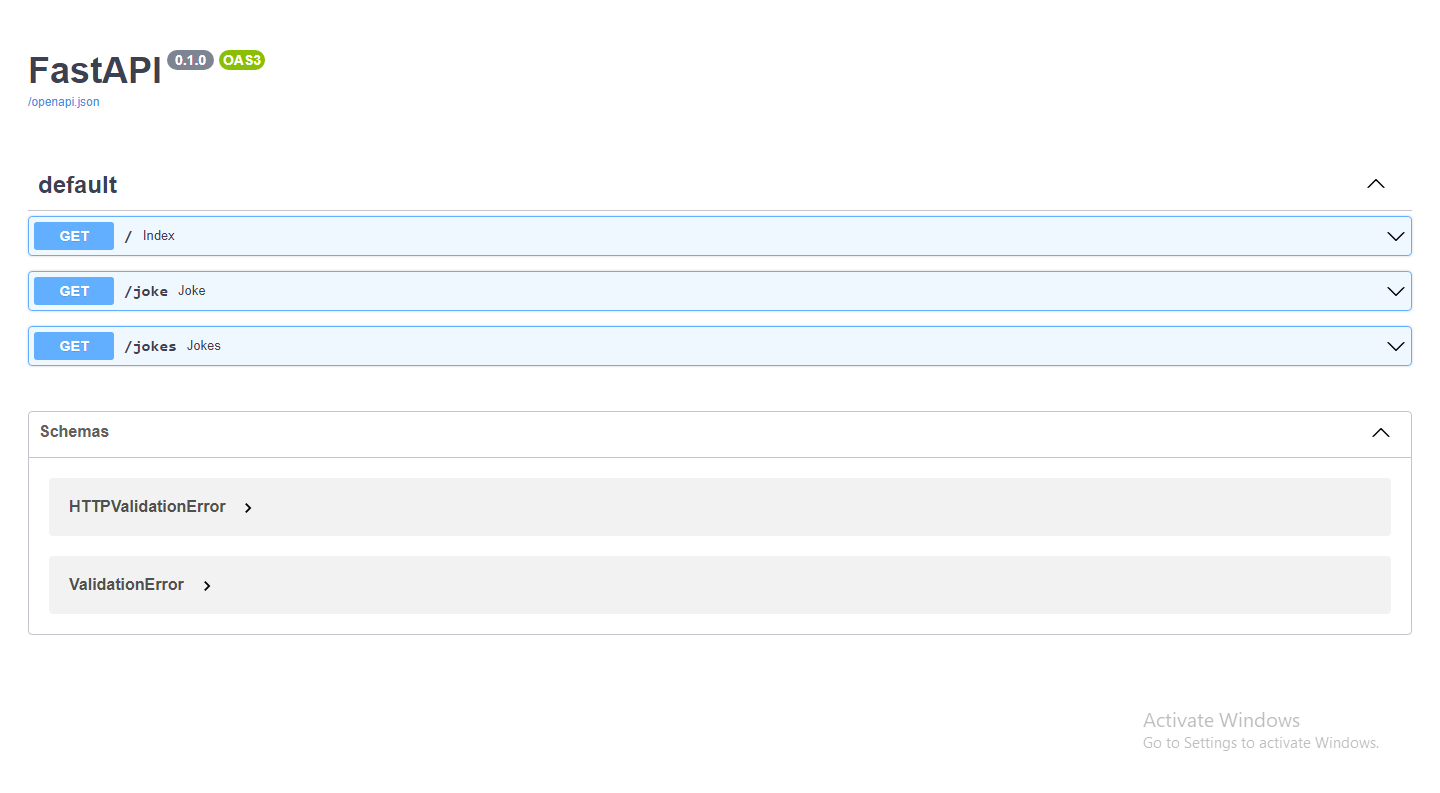 FastAPI 0.1.0 OAS3
/openapi.json
default
GET / Index
GET /joke Joke
GET /jokes Jokes
Schemas
HTTPValidationError
ValidationError
Activate Windows
Go to Settings to activate Windows.